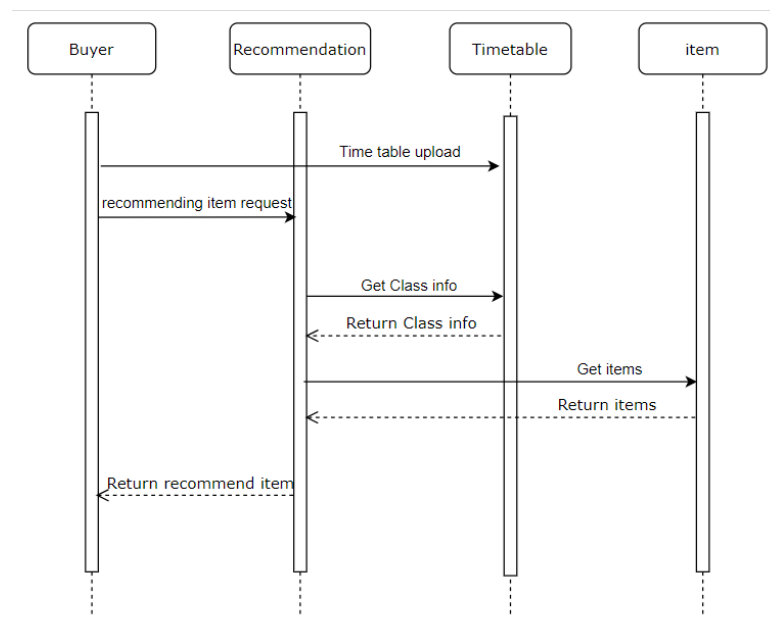 Buyer
Recommendation
Timetable
item
Time table upload
recommending item request
Get Class info
Return Class info
Get items
Return items
Return recommend item